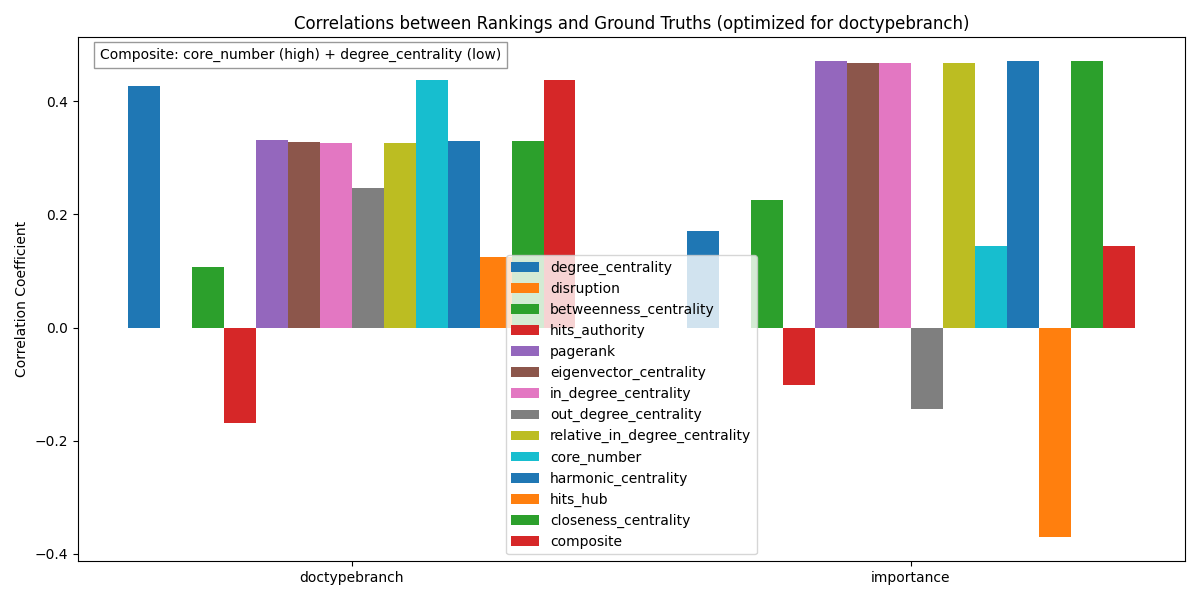 Correlations between Rankings and Ground Truths (optimized for doctypebranch)
Composite: core_number (high) + degree_centrality (low)
Correlation Coefficient
0.4
0.2
0.0
−0.2
−0.4
degree_centrality
disruption
betweenness_centrality
hits_authority
pagerank
eigenvector_centrality
in_degree_centrality
out_degree_centrality
relative_in_degree_centrality
core_number
harmonic_centrality
hits_hub
closeness_centrality
composite
doctypebranch
importance